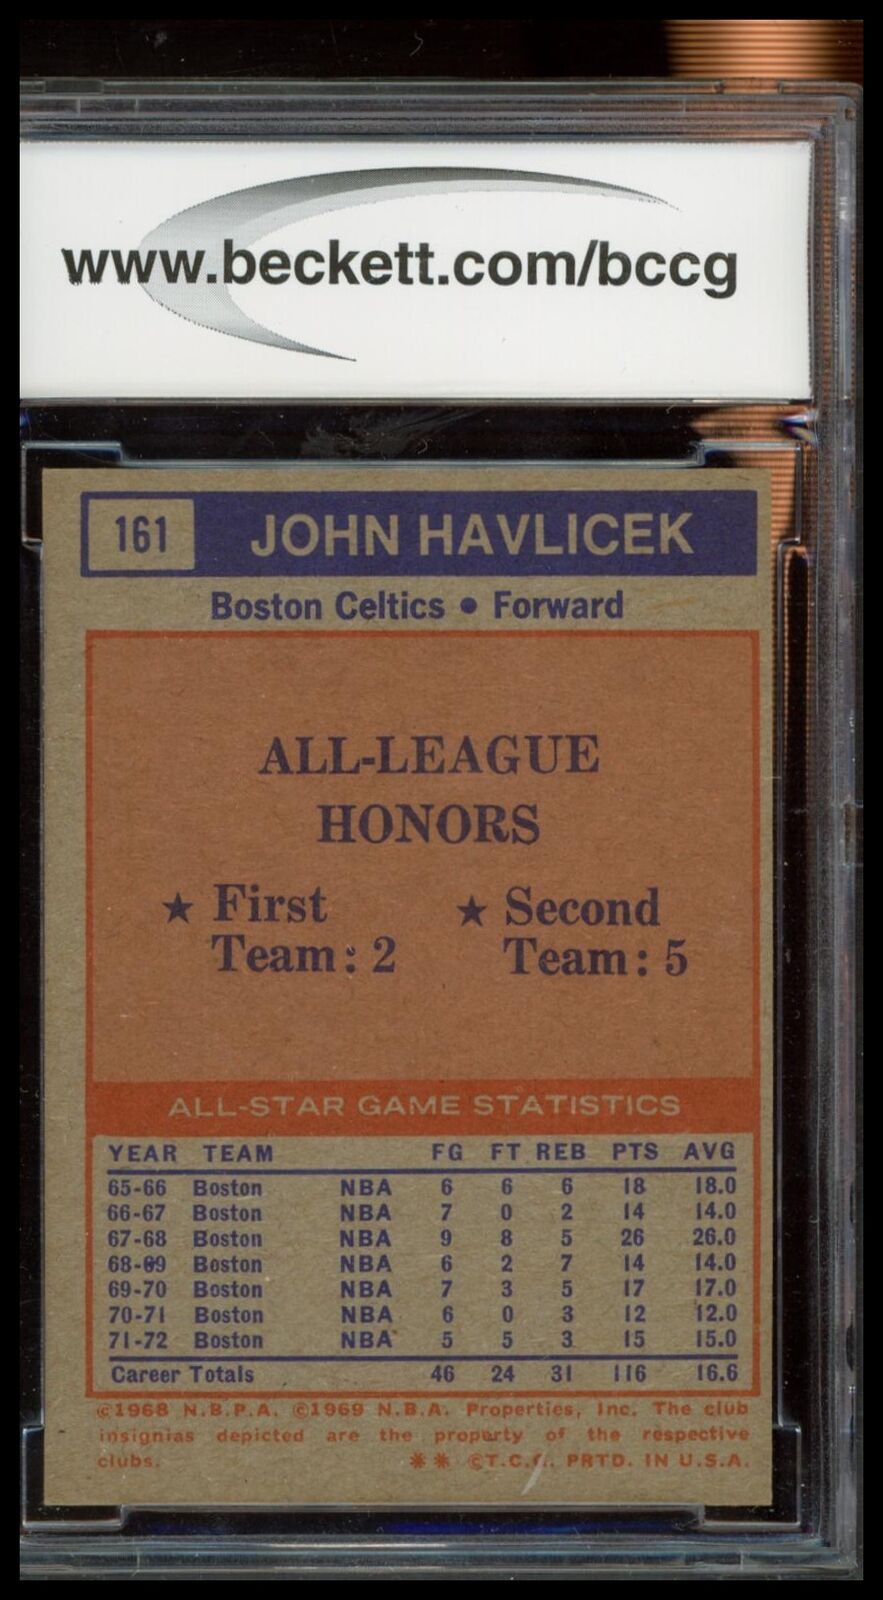 www.beckett.com/bccg
161 JOHN HAVLICEK
Boston Celtics • Forward
ALL-LEAGUE
HONORS
★ First Team: 2
★ Second Team: 5
ALL-STAR GAME STATISTICS
YEAR TEAM FG FT REB PTS AVG
65-66 Boston NBA 6 6 6 18 18.0
66-67 Boston NBA 7 0 2 14 14.0
67-68 Boston NBA 9 8 5 26 26.0
68-69 Boston NBA 6 2 7 14 14.0
69-70 Boston NBA 7 3 5 17 17.0
70-71 Boston NBA 6 0 3 12 12.0
71-72 Boston NBA 5 5 3 15 15.0
Career Totals 46 24 31 116 16.6
©1968 N.B.P.A. ©1969 N.B.A. Properties, Inc. The club
insignias depicted are the property of the respective
clubs. ** ©T.C.G. PRTD. IN U.S.A.